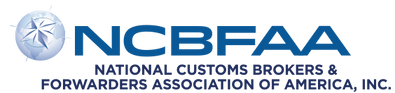 NCBFAA
NATIONAL CUSTOMS BROKERS &
FORWARDERS ASSOCIATION OF AMERICA, INC.